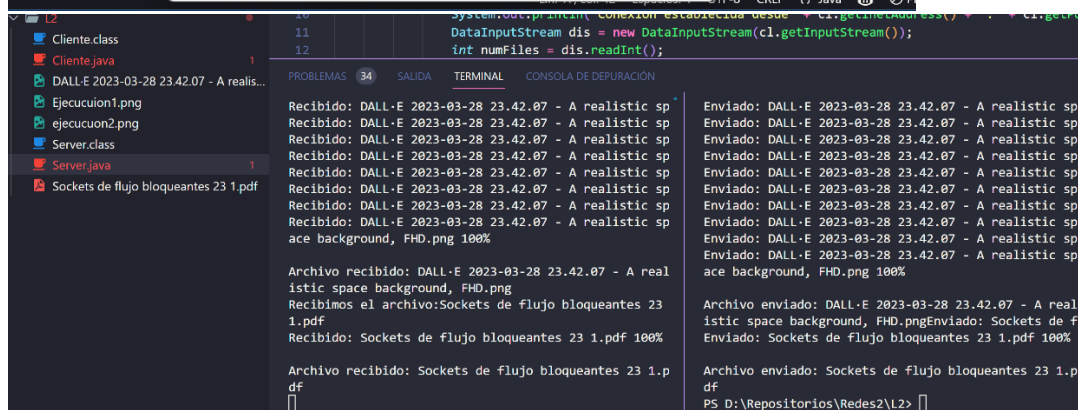 L2
Cliente.class
Cliente.java 1
DALL·E 2023-03-28 23.42.07 - A realis...
Ejecucuion1.png
ejecucuon2.png
Server.class
Server.java 1
Sockets de flujo bloqueantes 23 1.pdf
10 System.out.println("Conexion establecida desde " + cl.getInetAddress() + ":" + cl.getPo
11 DataInputStream dis = new DataInputStream(cl.getInputStream());
12 int numFiles = dis.readInt();
PROBLEMAS 34 SALIDA TERMINAL CONSOLA DE DEPURACIÓN
Recibido: DALL·E 2023-03-28 23.42.07 - A realistic sp
Recibido: DALL·E 2023-03-28 23.42.07 - A realistic sp
Recibido: DALL·E 2023-03-28 23.42.07 - A realistic sp
Recibido: DALL·E 2023-03-28 23.42.07 - A realistic sp
Recibido: DALL·E 2023-03-28 23.42.07 - A realistic sp
Recibido: DALL·E 2023-03-28 23.42.07 - A realistic sp
Recibido: DALL·E 2023-03-28 23.42.07 - A realistic sp
Recibido: DALL·E 2023-03-28 23.42.07 - A realistic sp
ace background, FHD.png 100%
Archivo recibido: DALL·E 2023-03-28 23.42.07 - A real
istic space background, FHD.png
Recibimos el archivo:Sockets de flujo bloqueantes 23
1.pdf
Recibido: Sockets de flujo bloqueantes 23 1.pdf 100%
Archivo recibido: Sockets de flujo bloqueantes 23 1.p
df
Enviado: DALL·E 2023-03-28 23.42.07 - A realistic sp
Enviado: DALL·E 2023-03-28 23.42.07 - A realistic sp
Enviado: DALL·E 2023-03-28 23.42.07 - A realistic sp
Enviado: DALL·E 2023-03-28 23.42.07 - A realistic sp
Enviado: DALL·E 2023-03-28 23.42.07 - A realistic sp
Enviado: DALL·E 2023-03-28 23.42.07 - A realistic sp
Enviado: DALL·E 2023-03-28 23.42.07 - A realistic sp
Enviado: DALL·E 2023-03-28 23.42.07 - A realistic sp
Enviado: DALL·E 2023-03-28 23.42.07 - A realistic sp
Enviado: DALL·E 2023-03-28 23.42.07 - A realistic sp
ace background, FHD.png 100%
Archivo enviado: DALL·E 2023-03-28 23.42.07 - A real
istic space background, FHD.pngEnviado: Sockets de f
Enviado: Sockets de flujo bloqueantes 23 1.pdf 100%
Archivo enviado: Sockets de flujo bloqueantes 23 1.p
df
PS D:\Repositorios\Redes2\L2>